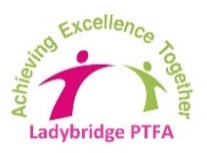 Achieving Excellence Together
Ladybridge PTFA